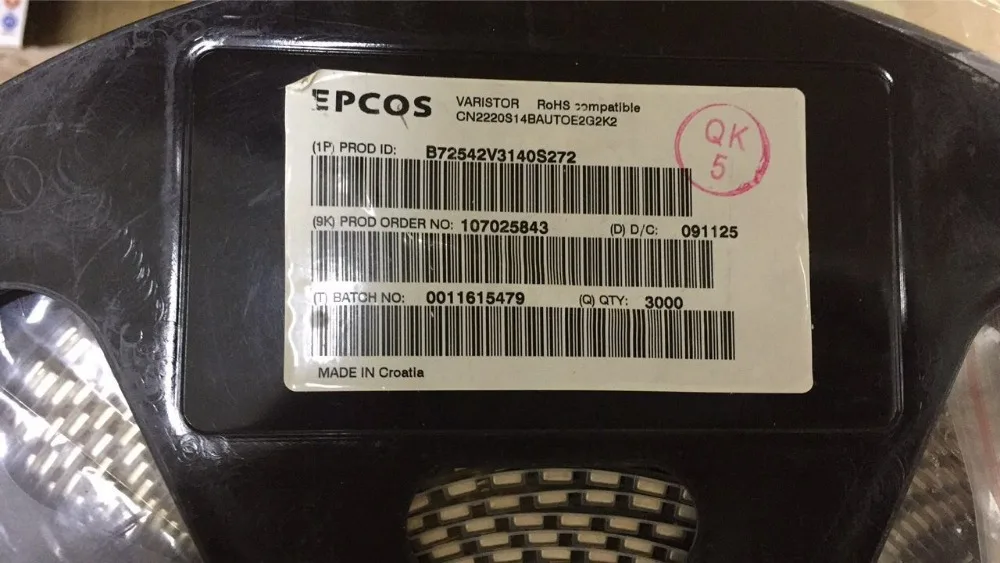 EPCOS
VARISTOR RoHS compatible
CN2220S14BAUTOE2G2K2
QK
5
(1P) PROD ID: B72542V3140S272
(9K) PROD ORDER NO: 107025843 (D) D/C: 091125
(T) BATCH NO: 0011615479 (Q) QTY: 3000
MADE IN Croatia